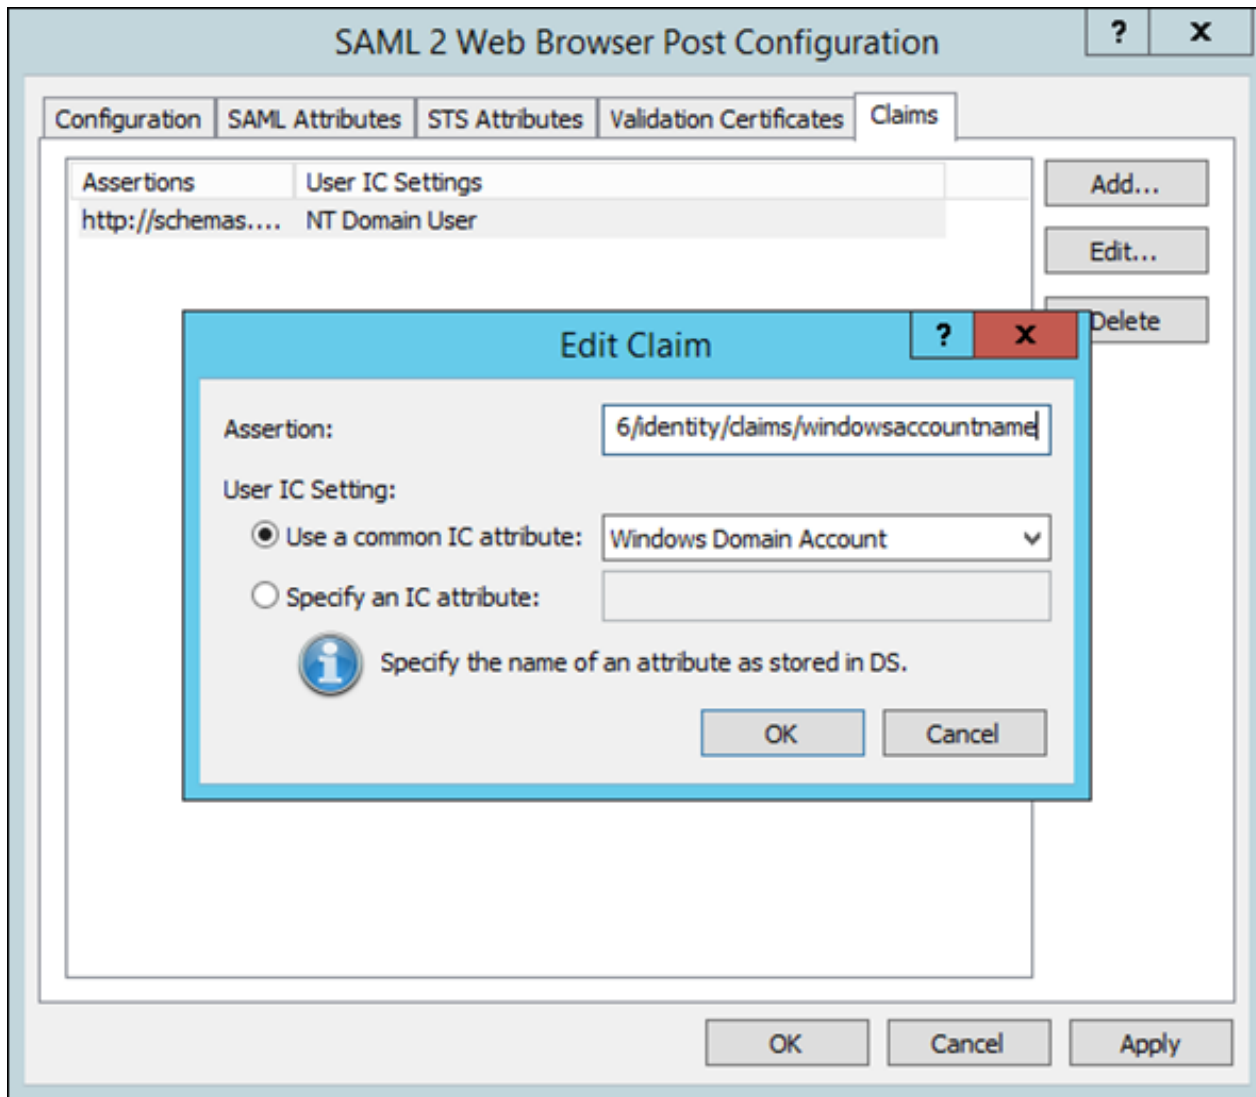 SAML 2 Web Browser Post Configuration ? x
Configuration SAML Attributes STS Attributes Validation Certificates Claims
Assertions User IC Settings Add...
http://schemas.... NT Domain User
Edit...
Delete
Edit Claim ? x
Assertion: 6/identity/claims/windowsaccountname
User IC Setting:
Use a common IC attribute: Windows Domain Account
Specify an IC attribute:
i Specify the name of an attribute as stored in DS.
OK Cancel
OK Cancel Apply